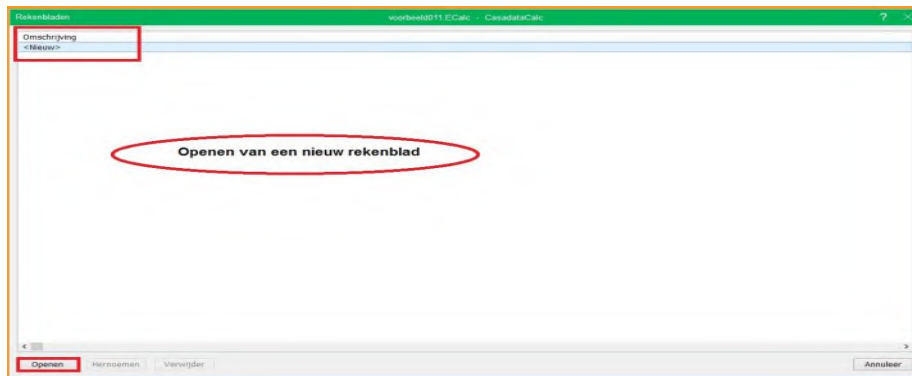 Rekenbladen voorbeeld011.ECalc - CasadataCalc ?
Omschrijving
<Nieuw>
Openen van een nieuw rekenblad
Openen Hernoemen Verwijder Annuleer